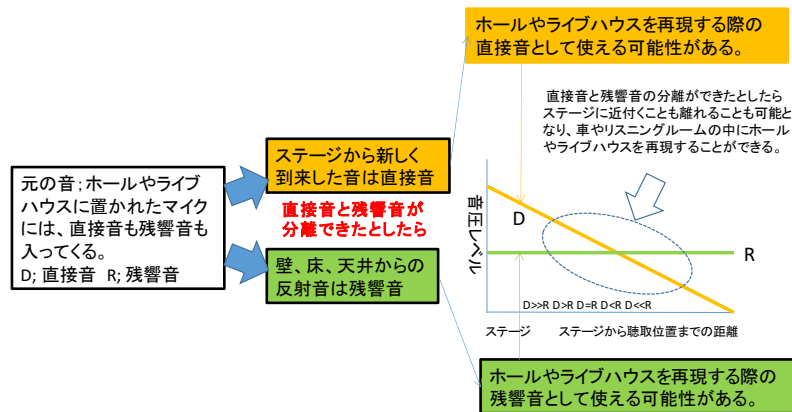 元の音;ホールやライブ
ハウスに置かれたマイク
には、直接音も残響音も
入ってくる。
D; 直接音 R; 残響音
ステージから新しく
到来した音は直接音
直接音と残響音が
分離できたとしたら
壁、床、天井からの
反射音は残響音
ホールやライブハウスを再現する際の
直接音として使える可能性がある。
直接音と残響音の分離ができたとしたら
ステージに近付くことも離れることも可能と
なり、車やリスニングルームの中にホール
やライブハウスを再現することができる。
音圧レベル
D
R
D>>R D>R D=R D<R D<<R
ステージ ステージから聴取位置までの距離
ホールやライブハウスを再現する際の
残響音として使える可能性がある。